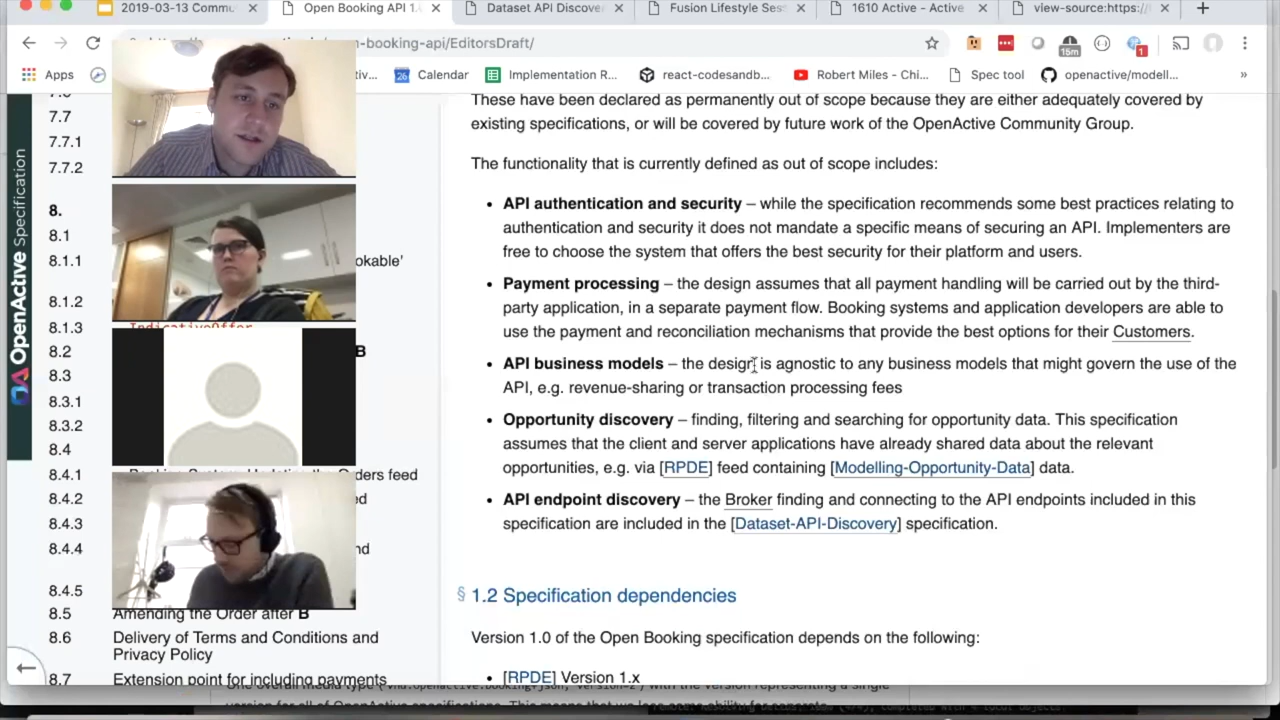 2019-03-13 Commu
Open Booking API 1.
Dataset API Discove
Fusion Lifestyle Ses
1610 Active - Active
view-source:https://
n-booking-api/EditorsDraft/
15m
1
Apps
tiv...
26
Calendar
Implementation R...
react-codesandb...
Robert Miles - Chi...
Spec tool
openactive/modell...
»
OpenActive Specification
7.7
7.7.1
7.7.2
8.
8.1
8.1.1
okable'
8.1.2
8.1.3 IndicativeOffer
8.2 B
8.3
8.3.1
8.3.2
8.4
8.4.1 Booking System Updating the Orders feed
8.4.2 ed
8.4.3
8.4.4 nd
8.4.5
8.5 Amending the Order after B
8.6 Delivery of Terms and Conditions and
Privacy Policy
8.7 Extension point for including payments
These have been declared as permanently out of scope because they are either adequately covered by
existing specifications, or will be covered by future work of the OpenActive Community Group.
The functionality that is currently defined as out of scope includes:
• API authentication and security – while the specification recommends some best practices relating to
authentication and security it does not mandate a specific means of securing an API. Implementers are
free to choose the system that offers the best security for their platform and users.
• Payment processing – the design assumes that all payment handling will be carried out by the third-
party application, in a separate payment flow. Booking systems and application developers are able to
use the payment and reconciliation mechanisms that provide the best options for their Customers.
• API business models – the design is agnostic to any business models that might govern the use of the
API, e.g. revenue-sharing or transaction processing fees
• Opportunity discovery – finding, filtering and searching for opportunity data. This specification
assumes that the client and server applications have already shared data about the relevant
opportunities, e.g. via [RPDE] feed containing [Modelling-Opportunity-Data] data.
• API endpoint discovery – the Broker finding and connecting to the API endpoints included in this
specification are included in the [Dataset-API-Discovery] specification.
§ 1.2 Specification dependencies
Version 1.0 of the Open Booking specification depends on the following:
• [RPDE] Version 1.x